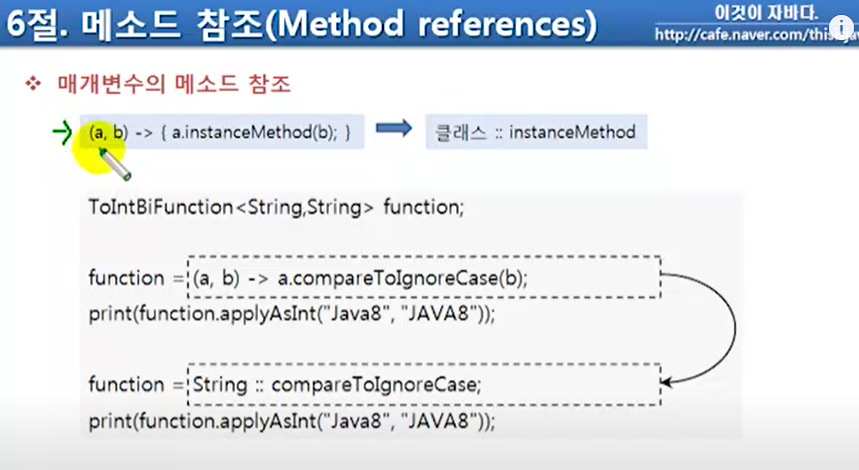 6절. 메소드 참조(Method references)
이것이 자바다.
http://cafe.naver.com/thisjav
❖ 매개변수의 메소드 참조
(a, b) -> { a.instanceMethod(b); }
클래스 :: instanceMethod
ToIntBiFunction<String,String> function;
function = (a, b) -> a.compareToIgnoreCase(b);
print(function.applyAsInt("Java8", "JAVA8"));
function = String :: compareToIgnoreCase;
print(function.applyAsInt("Java8", "JAVA8"));